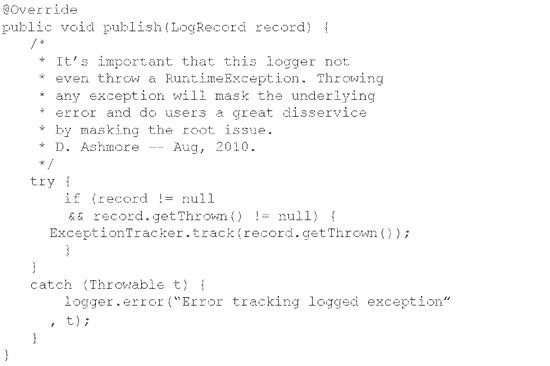 @Override
public void publish(LogRecord record) {
/*
* It’s important that this logger not
* even throw a RuntimeException. Throwing
* any exception will mask the underlying
* error and do users a great disservice
* by masking the root issue.
* D. Ashmore -- Aug, 2010.
*/
try {
if (record != null
&& record.getThrown() != null) {
ExceptionTracker.track(record.getThrown());
}
}
catch (Throwable t) {
logger.error(“Error tracking logged exception”
, t);
}
}